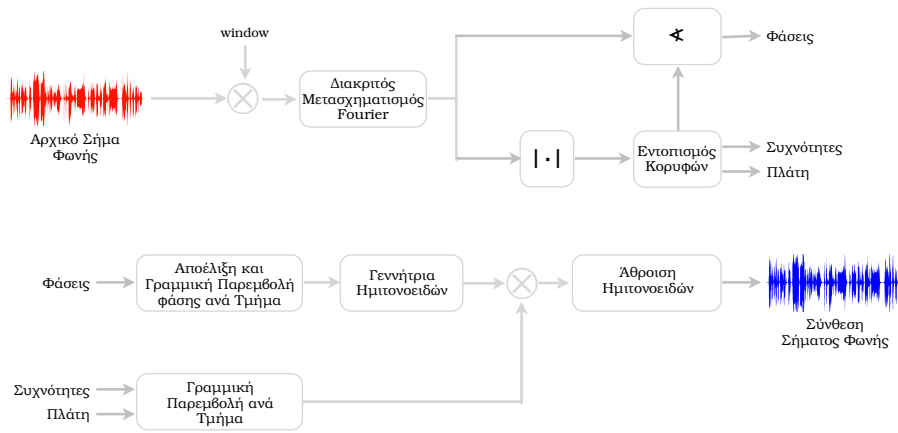 window
Φάσεις
Διακριτός
Μετασχηματισμός
Fourier
Αρχικό Σήμα
Φωνής
|·|
Εντοπισμός
Κορυφών
Συχνότητες
Πλάτη
Φάσεις
Αποέλιξη και
Γραμμική Παρεμβολή
φάσης ανά Τμήμα
Γεννήτρια
Ημιτονοειδών
Άθροιση
Ημιτονοειδών
Σύνθεση
Σήματος Φωνής
Συχνότητες
Πλάτη
Γραμμική
Παρεμβολή ανά
Τμήμα